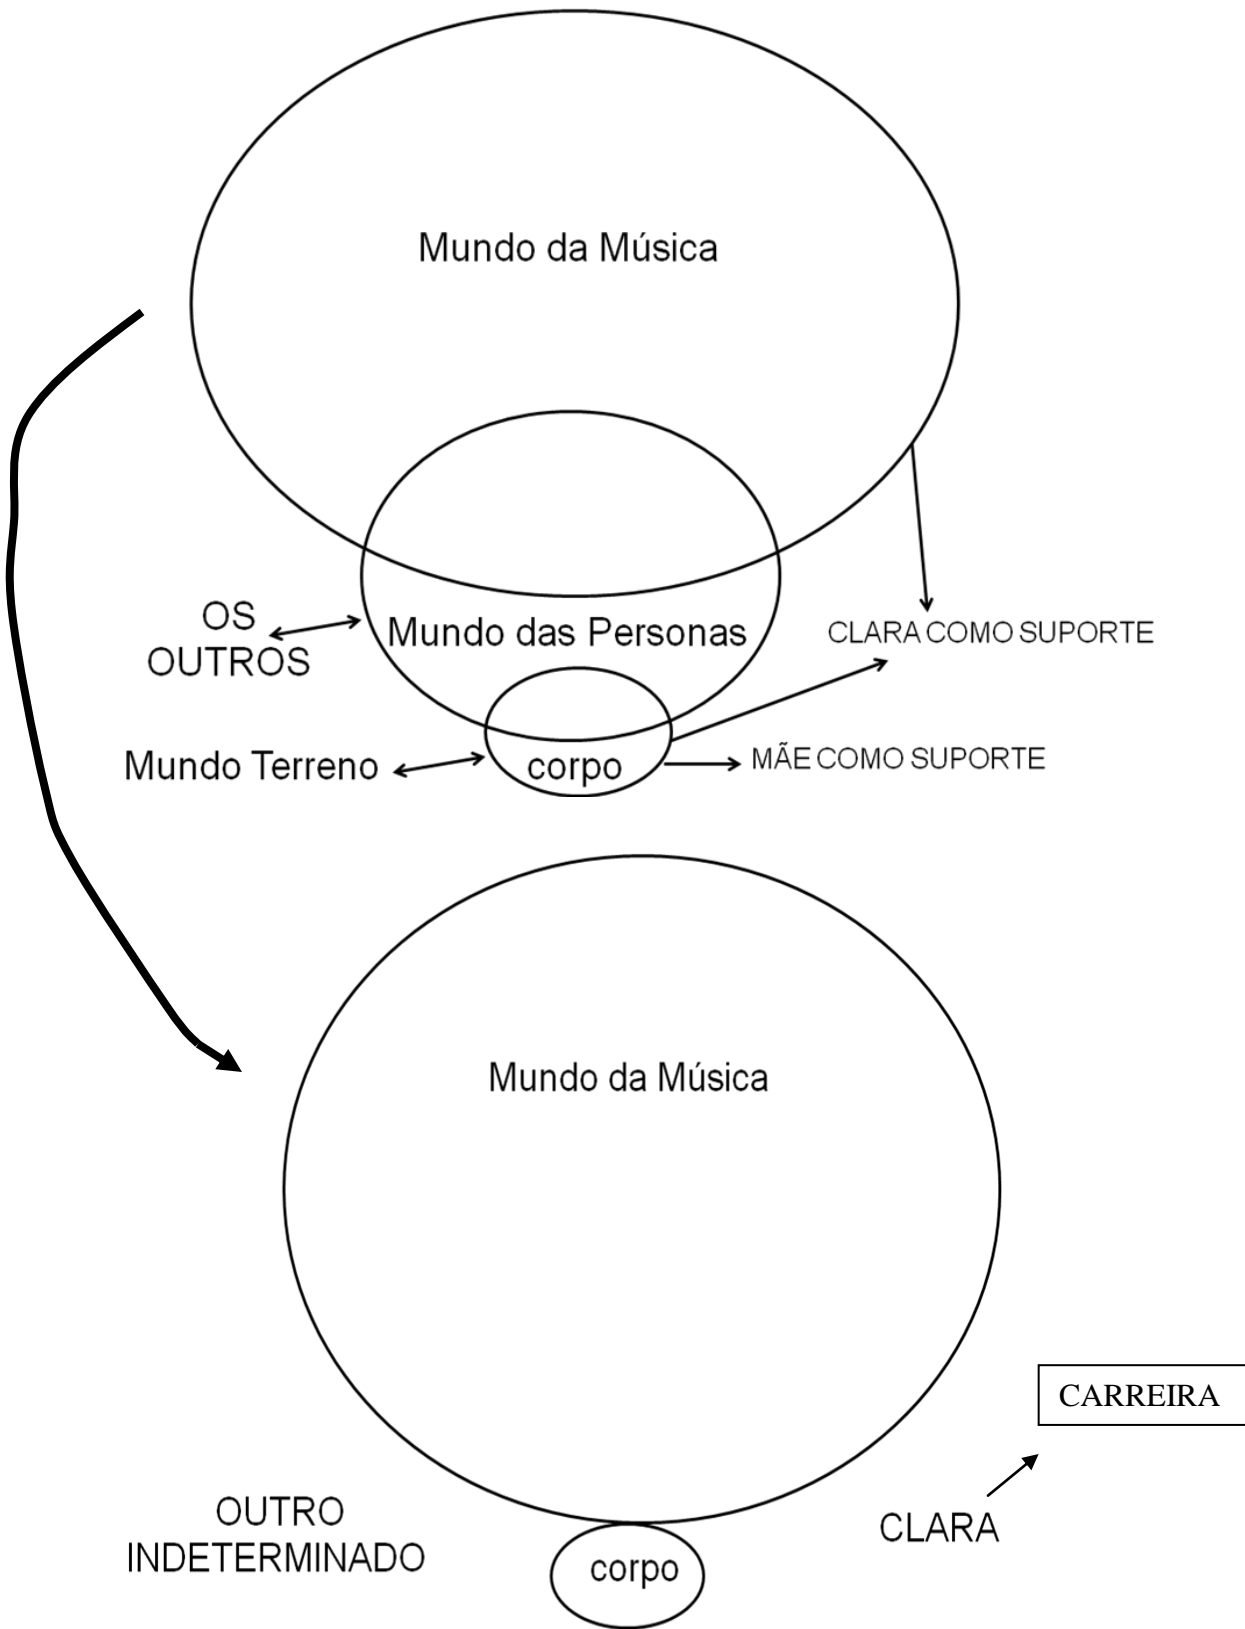 Mundo da Música
OS
OUTROS
Mundo das Personas
CLARA COMO SUPORTE
Mundo Terreno
corpo
MÃE COMO SUPORTE
Mundo da Música
CARREIRA
OUTRO
INDETERMINADO
CLARA
corpo